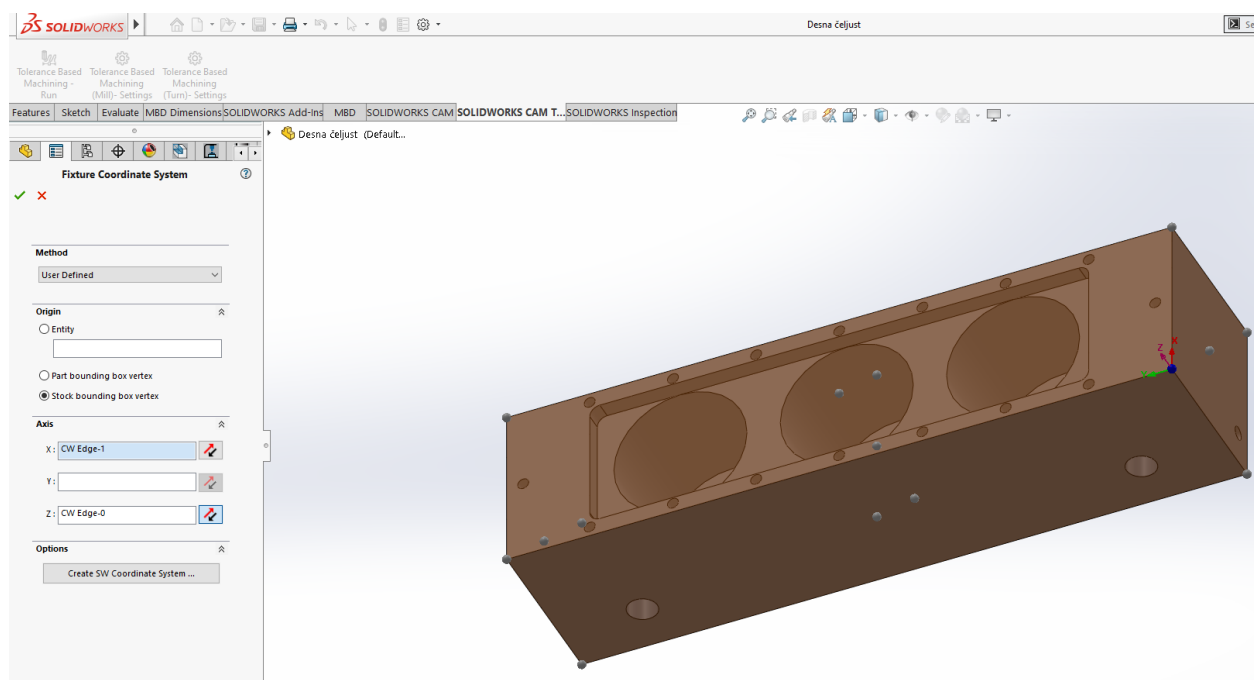 SOLIDWORKS
Desna čeljust
Se
Tolerance Based Machining - Run
Tolerance Based Machining (Mill)- Settings
Tolerance Based Machining (Turn)- Settings
Features Sketch Evaluate MBD Dimensions SOLIDWORKS Add-Ins MBD SOLIDWORKS CAM SOLIDWORKS CAM T... SOLIDWORKS Inspection
Desna čeljust (Default...
Fixture Coordinate System
Method
User Defined
Origin
Entity
Part bounding box vertex
Stock bounding box vertex
Axis
X : CW Edge-1
Y :
Z : CW Edge-0
Options
Create SW Coordinate System ...
Z
X